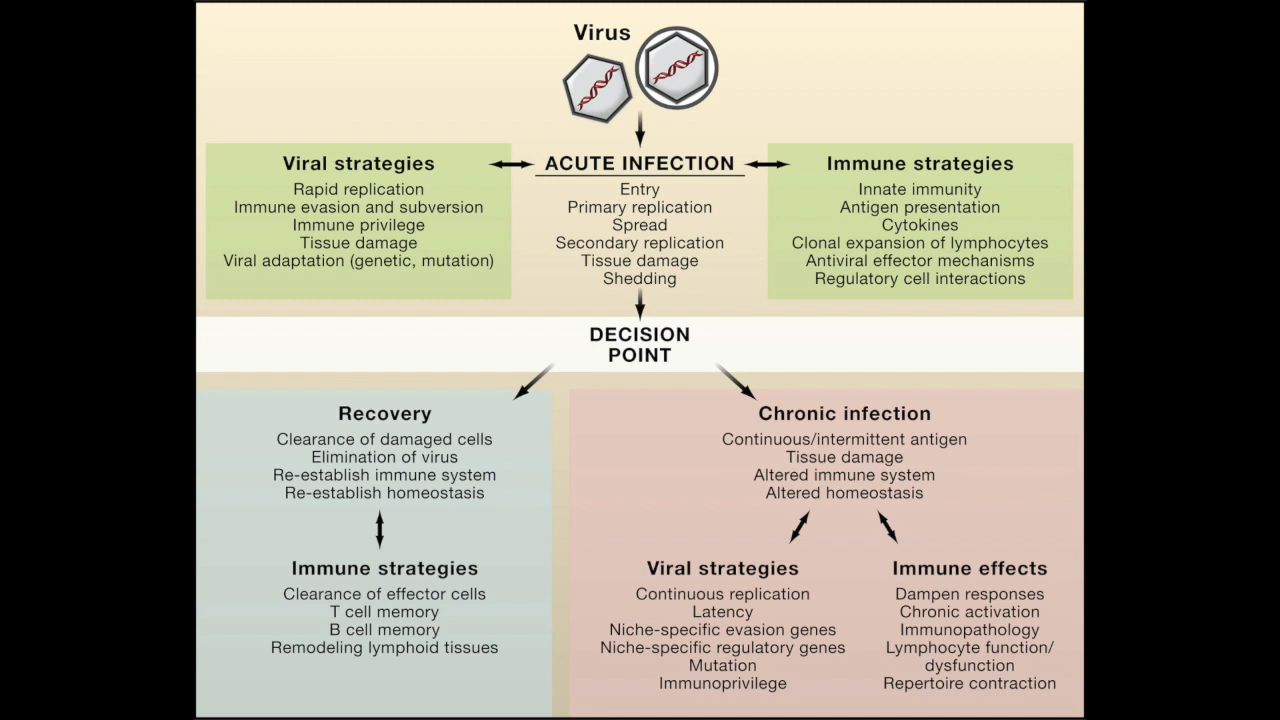 Virus
Viral strategies
Rapid replication
Immune evasion and subversion
Immune privilege
Tissue damage
Viral adaptation (genetic, mutation)
ACUTE INFECTION
Entry
Primary replication
Spread
Secondary replication
Tissue damage
Shedding
Immune strategies
Innate immunity
Antigen presentation
Cytokines
Clonal expansion of lymphocytes
Antiviral effector mechanisms
Regulatory cell interactions
DECISION
POINT
Recovery
Clearance of damaged cells
Elimination of virus
Re-establish immune system
Re-establish homeostasis
Immune strategies
Clearance of effector cells
T cell memory
B cell memory
Remodeling lymphoid tissues
Chronic infection
Continuous/intermittent antigen
Tissue damage
Altered immune system
Altered homeostasis
Viral strategies
Continuous replication
Latency
Niche-specific evasion genes
Niche-specific regulatory genes
Mutation
Immunoprivilege
Immune effects
Dampen responses
Chronic activation
Immunopathology
Lymphocyte function/
dysfunction
Repertoire contraction